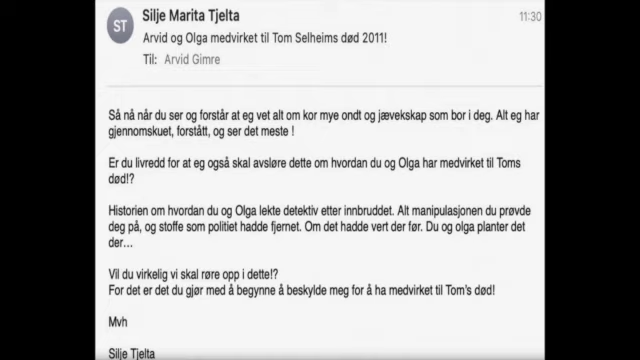 ST
Silje Marita Tjelta
11:30
Arvid og Olga medvirket til Tom Selheims død 2011!
Til: Arvid Gimre
Så nå når du ser og forstår at eg vet alt om kor mye ondt og jævekskap som bor i deg. Alt eg har
gjennomskuet, forstått, og ser det meste !
Er du livredd for at eg også skal avsløre dette om hvordan du og Olga har medvirket til Toms
død!?
Historien om hvordan du og Olga lekte detektiv etter innbruddet. Alt manipulasjonen du prøvde
deg på, og stoffe som politiet hadde fjernet. Om det hadde vert der før. Du og olga planter det
der...
Vil du virkelig vi skal røre opp i dette!?
For det er det du gjør med å begynne å beskylde meg for å ha medvirket til Tom's død!
Mvh
Silje Tjelta